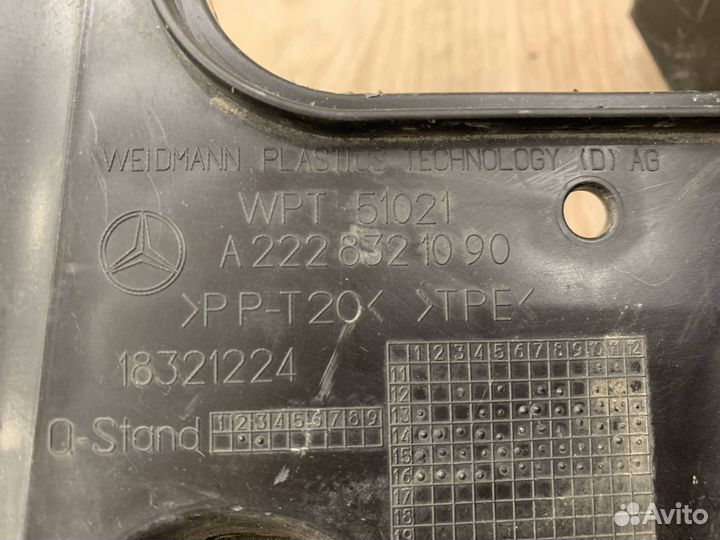 WEIDMANN PLASTICS TECHNOLOGY (D) AG
WPT 51021
A 222 832 10 90
>PP-T20< >TPE<
18321224
1 2 3 4 5 6 7 8 9 10 11 12
11
12
13
14
15
16
17
18
19
Q-Stand 1 2 3 4 5 6 7 8 9
Avito